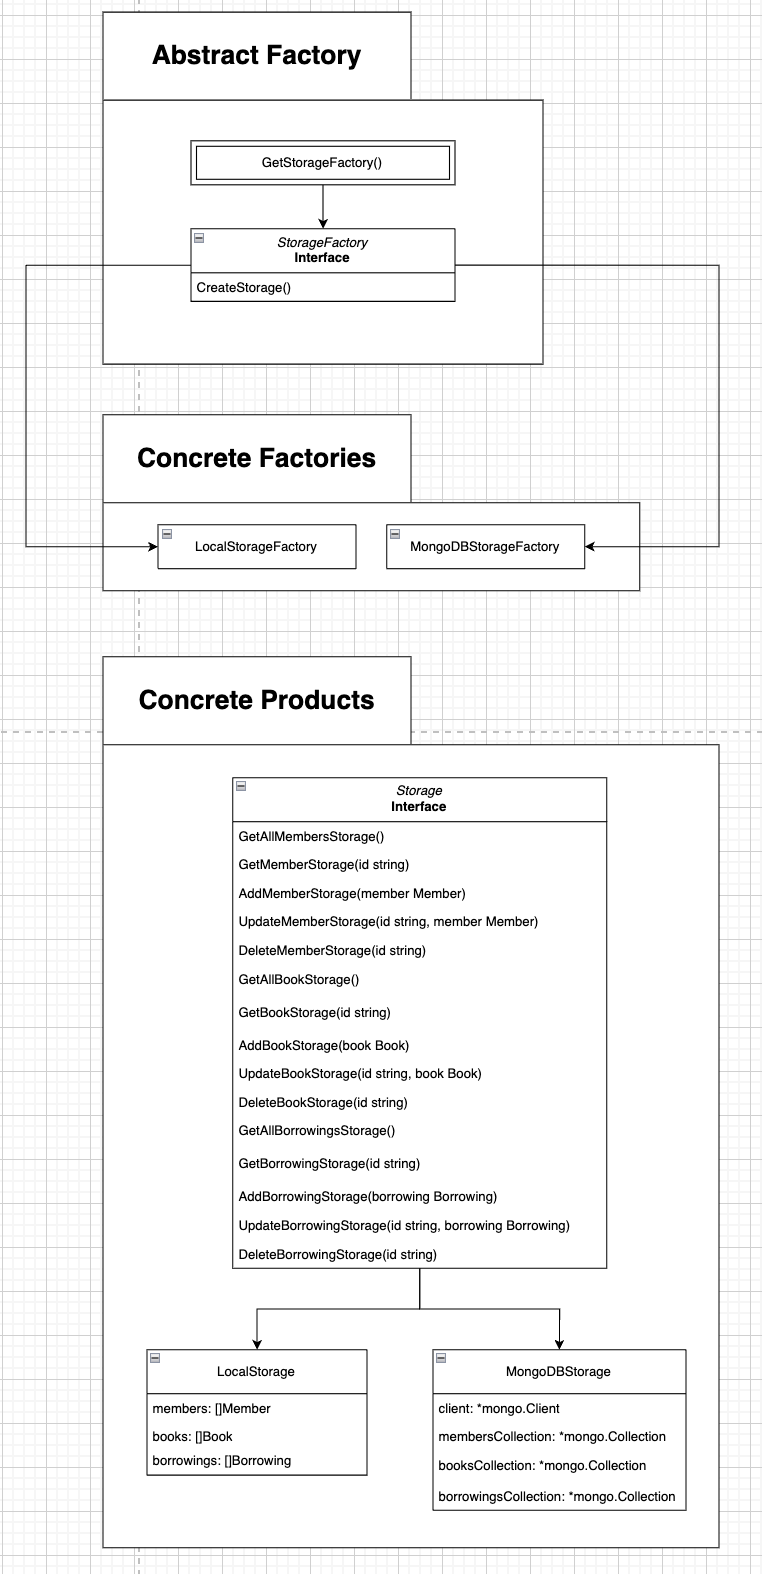 Abstract Factory
GetStorageFactory()
StorageFactory
Interface
CreateStorage()
Concrete Factories
LocalStorageFactory
MongoDBStorageFactory
Concrete Products
Storage
Interface
GetAllMembersStorage()
GetMemberStorage(id string)
AddMemberStorage(member Member)
UpdateMemberStorage(id string, member Member)
DeleteMemberStorage(id string)
GetAllBookStorage()
GetBookStorage(id string)
AddBookStorage(book Book)
UpdateBookStorage(id string, book Book)
DeleteBookStorage(id string)
GetAllBorrowingsStorage()
GetBorrowingStorage(id string)
AddBorrowingStorage(borrowing Borrowing)
UpdateBorrowingStorage(id string, borrowing Borrowing)
DeleteBorrowingStorage(id string)
LocalStorage
members: []Member
books: []Book
borrowings: []Borrowing
MongoDBStorage
client: *mongo.Client
membersCollection: *mongo.Collection
booksCollection: *mongo.Collection
borrowingsCollection: *mongo.Collection